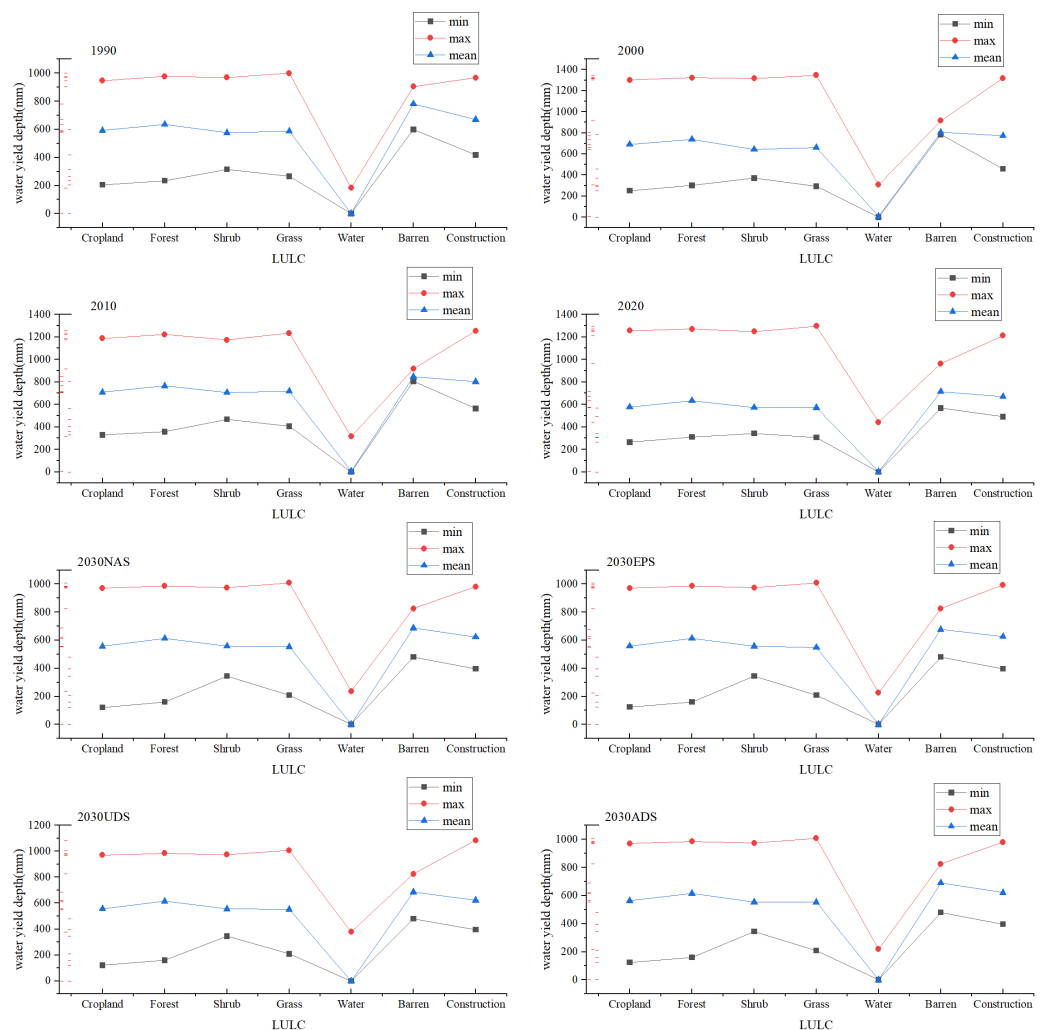 1990
min
max
mean
1000
800
600
400
200
0
water yield depth(mm)
Cropland Forest Shrub Grass Water Barren Construction
LULC
2000
min
max
mean
1400
1200
1000
800
600
400
200
0
water yield depth(mm)
Cropland Forest Shrub Grass Water Barren Construction
LULC
2010
min
max
mean
1400
1200
1000
800
600
400
200
0
water yield depth(mm)
Cropland Forest Shrub Grass Water Barren Construction
LULC
2020
min
max
mean
1400
1200
1000
800
600
400
200
0
water yield depth(mm)
Cropland Forest Shrub Grass Water Barren Construction
LULC
2030NAS
min
max
mean
1000
800
600
400
200
0
water yield depth(mm)
Cropland Forest Shrub Grass Water Barren Construction
LULC
2030EPS
min
max
mean
1000
800
600
400
200
0
water yield depth(mm)
Cropland Forest Shrub Grass Water Barren Construction
LULC
2030UDS
min
max
mean
1200
1000
800
600
400
200
0
water yield depth(mm)
Cropland Forest Shrub Grass Water Barren Construction
LULC
2030ADS
min
max
mean
1000
800
600
400
200
0
water yield depth(mm)
Cropland Forest Shrub Grass Water Barren Construction
LULC